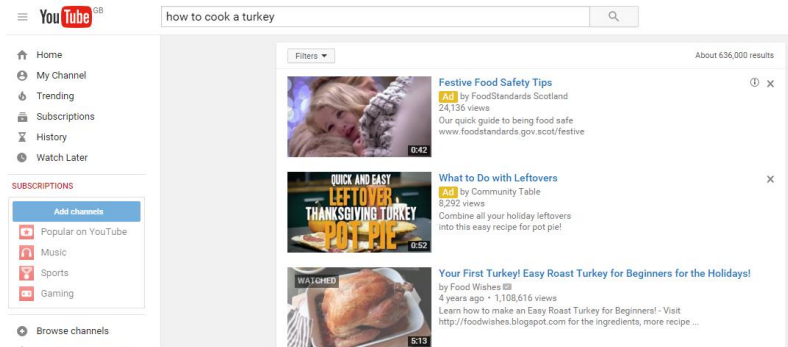 YouTube GB
how to cook a turkey
Home
My Channel
Trending
Subscriptions
History
Watch Later
SUBSCRIPTIONS
Add channels
Popular on YouTube
Music
Sports
Gaming
Browse channels
Filters
About 636,000 results
0:42
Festive Food Safety Tips
Ad by FoodStandards Scotland
24,136 views
Our quick guide to being food safe
www.foodstandards.gov.scot/festive
QUICK AND EASY
LEFTOVER
THANKSGIVING TURKEY
POT PIE
0:52
What to Do with Leftovers
Ad by Community Table
8,292 views
Combine all your holiday leftovers
into this easy recipe for pot pie!
WATCHED
5:13
Your First Turkey! Easy Roast Turkey for Beginners for the Holidays!
by Food Wishes
4 years ago • 1,108,616 views
Learn how to make an Easy Roast Turkey for Beginners! - Visit
http://foodwishes.blogspot.com for the ingredients, more recipe ...